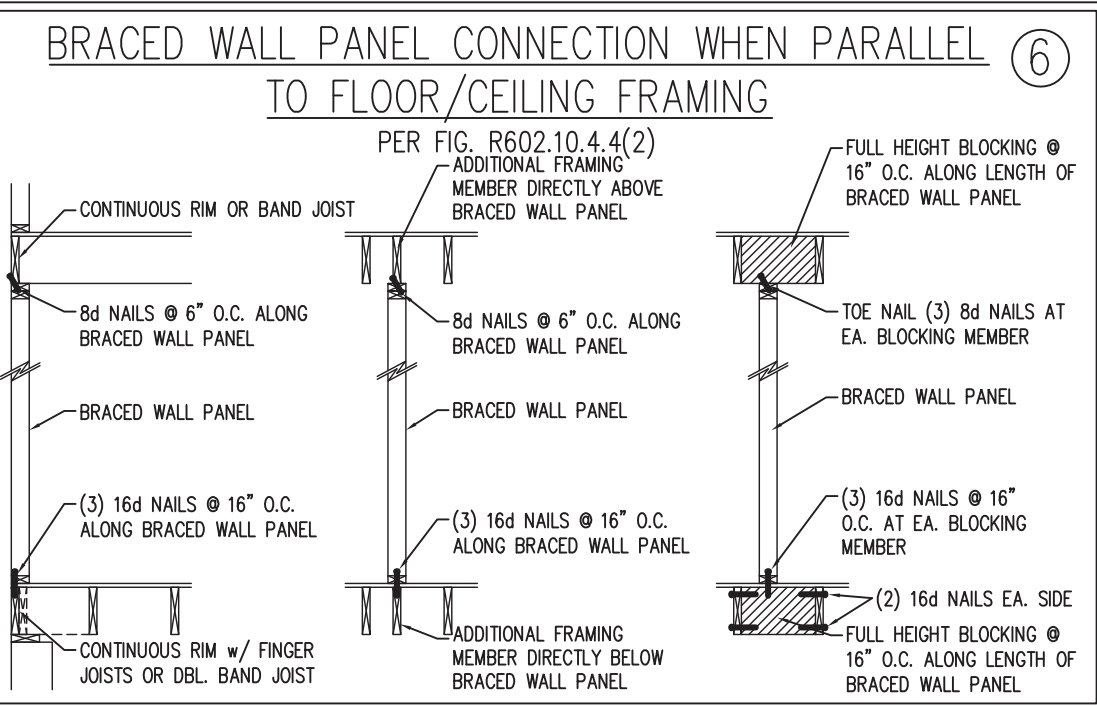 BRACED WALL PANEL CONNECTION WHEN PARALLEL
TO FLOOR/CEILING FRAMING
6
PER FIG. R602.10.4.4(2)
CONTINUOUS RIM OR BAND JOIST
8d NAILS @ 6" O.C. ALONG
BRACED WALL PANEL
BRACED WALL PANEL
(3) 16d NAILS @ 16" O.C.
ALONG BRACED WALL PANEL
CONTINUOUS RIM w/ FINGER
JOISTS OR DBL. BAND JOIST
ADDITIONAL FRAMING
MEMBER DIRECTLY ABOVE
BRACED WALL PANEL
8d NAILS @ 6" O.C. ALONG
BRACED WALL PANEL
BRACED WALL PANEL
(3) 16d NAILS @ 16" O.C.
ALONG BRACED WALL PANEL
ADDITIONAL FRAMING
MEMBER DIRECTLY BELOW
BRACED WALL PANEL
FULL HEIGHT BLOCKING @
16" O.C. ALONG LENGTH OF
BRACED WALL PANEL
TOE NAIL (3) 8d NAILS AT
EA. BLOCKING MEMBER
BRACED WALL PANEL
(3) 16d NAILS @ 16"
O.C. AT EA. BLOCKING
MEMBER
(2) 16d NAILS EA. SIDE
FULL HEIGHT BLOCKING @
16" O.C. ALONG LENGTH OF
BRACED WALL PANEL